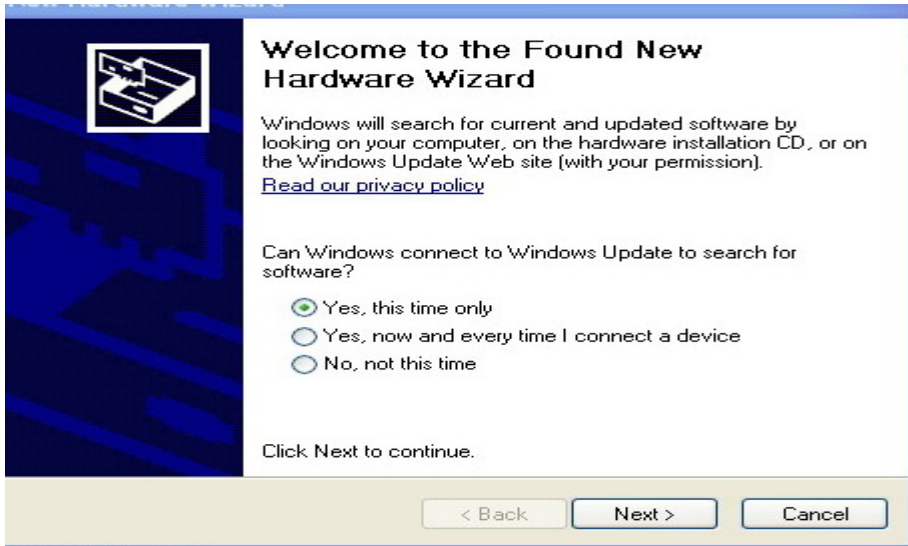 Welcome to the Found New
Hardware Wizard
Windows will search for current and updated software by
looking on your computer, on the hardware installation CD, or on
the Windows Update Web site (with your permission).
Read our privacy policy
Can Windows connect to Windows Update to search for
software?
Yes, this time only
Yes, now and every time I connect a device
No, not this time
Click Next to continue.
< Back
Next >
Cancel